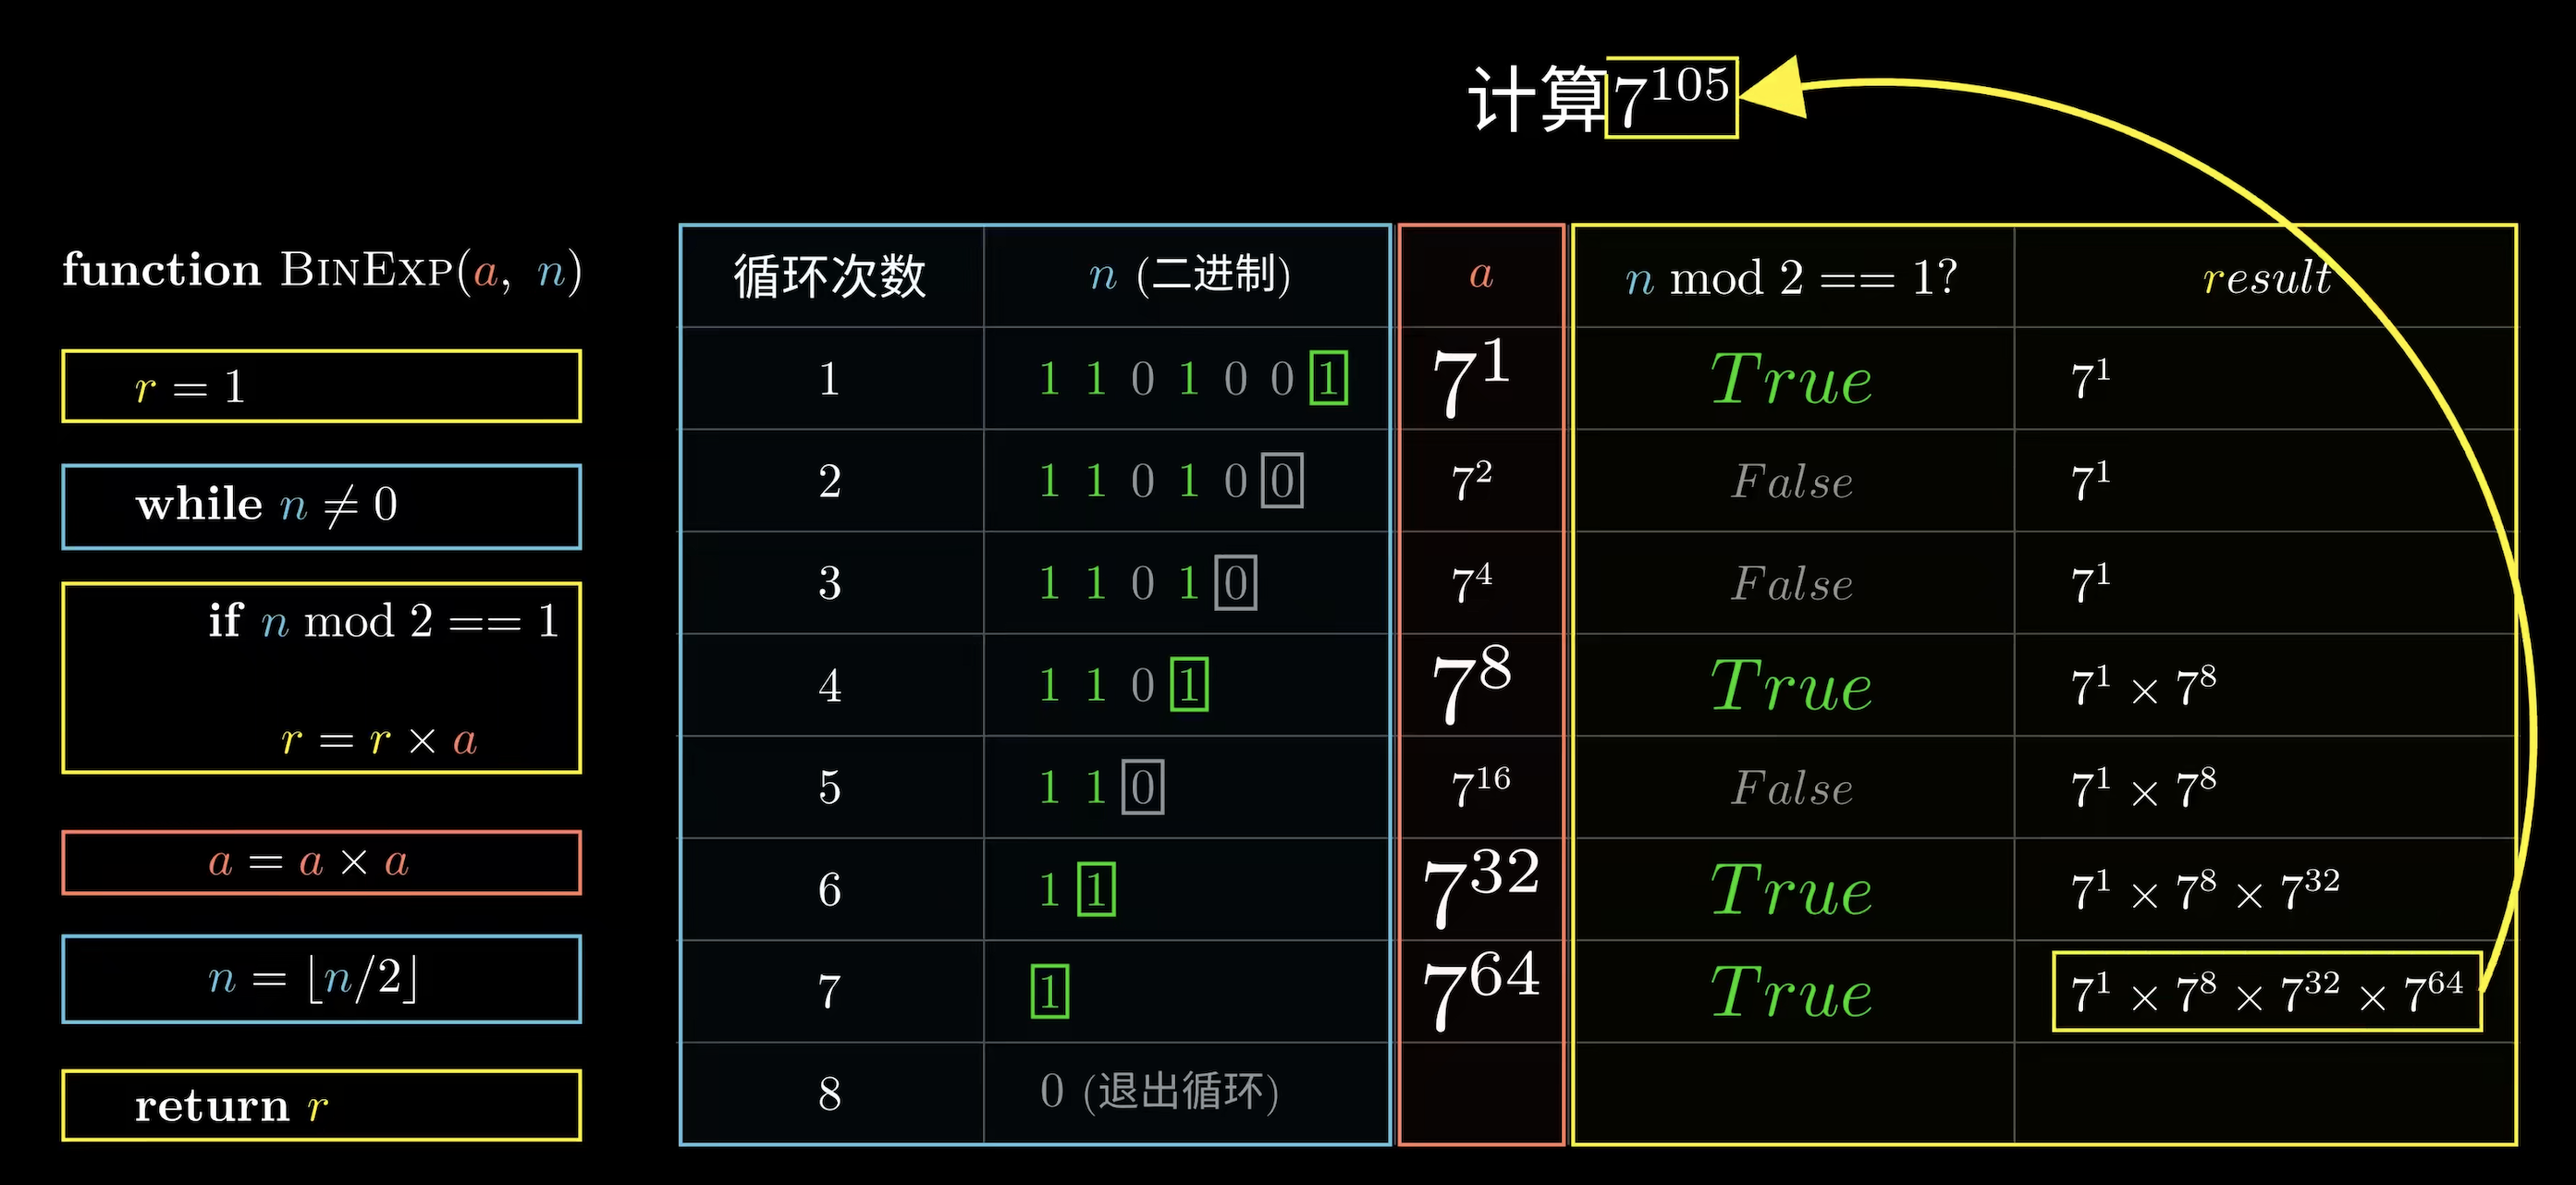 计算7^105
function BinExp(a, n)
r = 1
while n ≠ 0
if n mod 2 == 1
r = r × a
a = a × a
n = ⌊n/2⌋
return r
循环次数 n (二进制) a n mod 2 == 1? result
1 1 1 0 1 0 0 1 7^1 True 7^1
2 1 1 0 1 0 0 7^2 False 7^1
3 1 1 0 1 0 7^4 False 7^1
4 1 1 0 1 7^8 True 7^1 × 7^8
5 1 1 0 7^16 False 7^1 × 7^8
6 1 1 7^32 True 7^1 × 7^8 × 7^32
7 1 7^64 True 7^1 × 7^8 × 7^32 × 7^64
8 0 (退出循环)